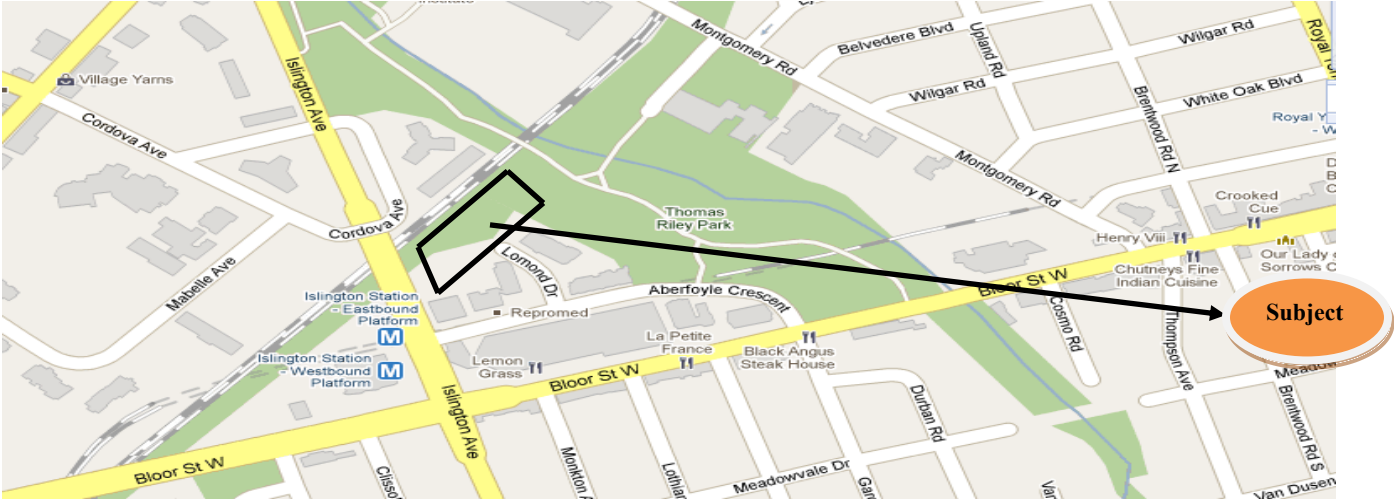 Institute
Village Yarns
Cordova Ave
Islington Ave
Montgomery Rd
Belvedere Blvd
Upland Rd
Wilgar Rd
Wilgar Rd
White Oak Blvd
Brentwood Rd N
Montgomery Rd
Crooked
Cue
Thomas
Riley Park
Henry Viii
Chutneys Fine
Indian Cuisine
Our Lady
Sorrows
Cordova Ave
Mabelle Ave
Lomond Dr
Aberfoyle Crescent
Bloor St W
Subject
Islington Station
- Eastbound
Platform
Repromed
Cosmo Rd
Thompson Ave
La Petite
France
Black Angus
Steak House
Islington Station
- Westbound
Platform
Lemon
Grass
Bloor St W
Islington Ave
Durban Rd
Brentwood Rd S
Monkton
Meadowvale Dr
Bloor St W
Van Dusen